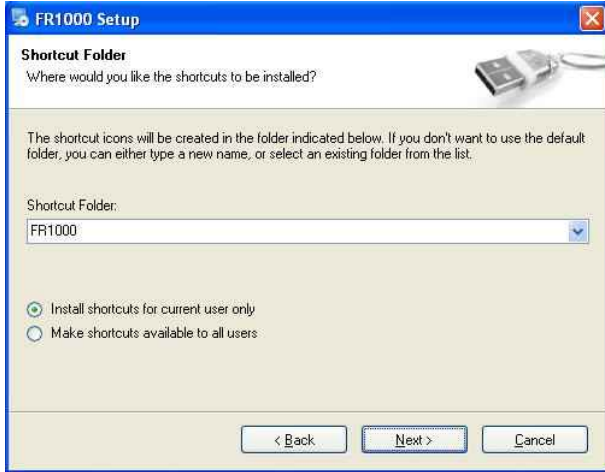 FR1000 Setup
Shortcut Folder
Where would you like the shortcuts to be installed?
The shortcut icons will be created in the folder indicated below. If you don't want to use the default
folder, you can either type a new name, or select an existing folder from the list.
Shortcut Folder:
FR1000
Install shortcuts for current user only
Make shortcuts available to all users
< Back
Next >
Cancel